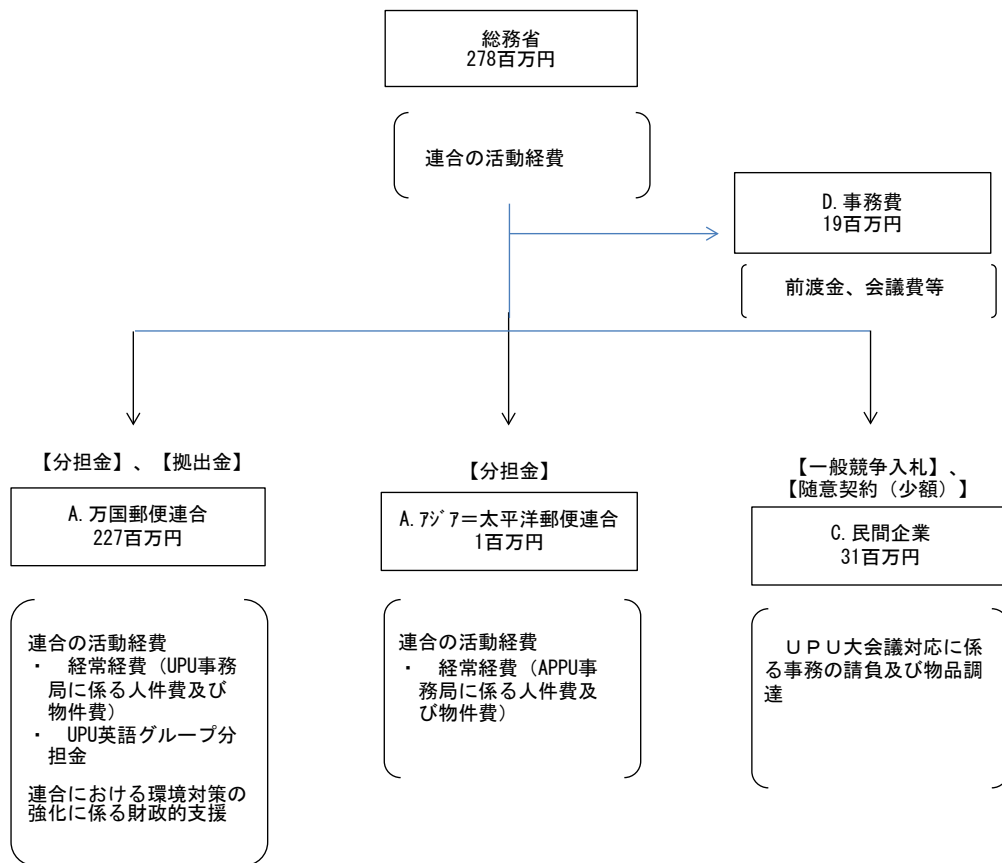 総務省
278百万円
連合の活動経費
D.事務費
19百万円
前渡金、会議費等
【分担金】、【拠出金】
A.万国郵便連合
227百万円
連合の活動経費
・　経常経費（UPU事務
局に係る人件費及び
物件費）
・　UPU英語グループ分
担金
連合における環境対策の
強化に係る財政的支援
【分担金】
A.ｱｼﾞｱ＝太平洋郵便連合
1百万円
連合の活動経費
・　経常経費（APPU事
務局に係る人件費及
び物件費）
【一般競争入札】、
【随意契約（少額）】
C.民間企業
31百万円
ＵＰＵ大会議対応に係
る事務の請負及び物品調
達